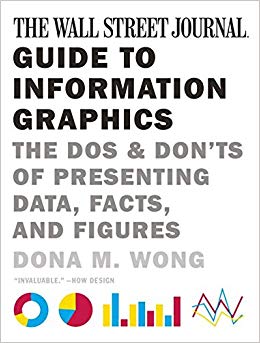 THE WALL STREET JOURNAL.
GUIDE TO
INFORMATION
GRAPHICS
THE DOS & DON'TS
OF PRESENTING
DATA, FACTS,
AND FIGURES
DONA M. WONG
"INVALUABLE."—HOW DESIGN